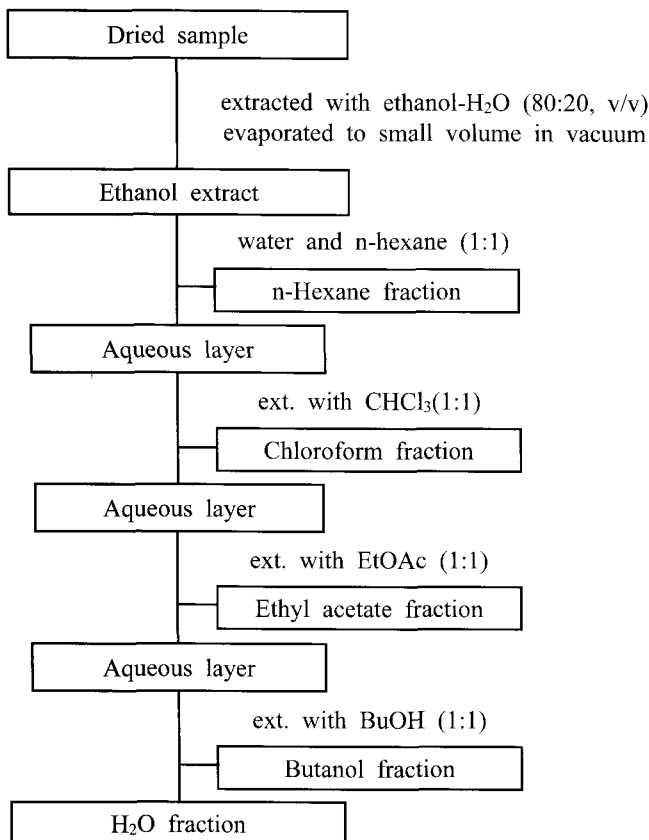 Dried sample
extracted with ethanol-H₂O (80:20, v/v)
evaporated to small volume in vacuum
Ethanol extract
water and n-hexane (1:1)
n-Hexane fraction
Aqueous layer
ext. with CHCl₃(1:1)
Chloroform fraction
Aqueous layer
ext. with EtOAc (1:1)
Ethyl acetate fraction
Aqueous layer
ext. with BuOH (1:1)
Butanol fraction
H₂O fraction